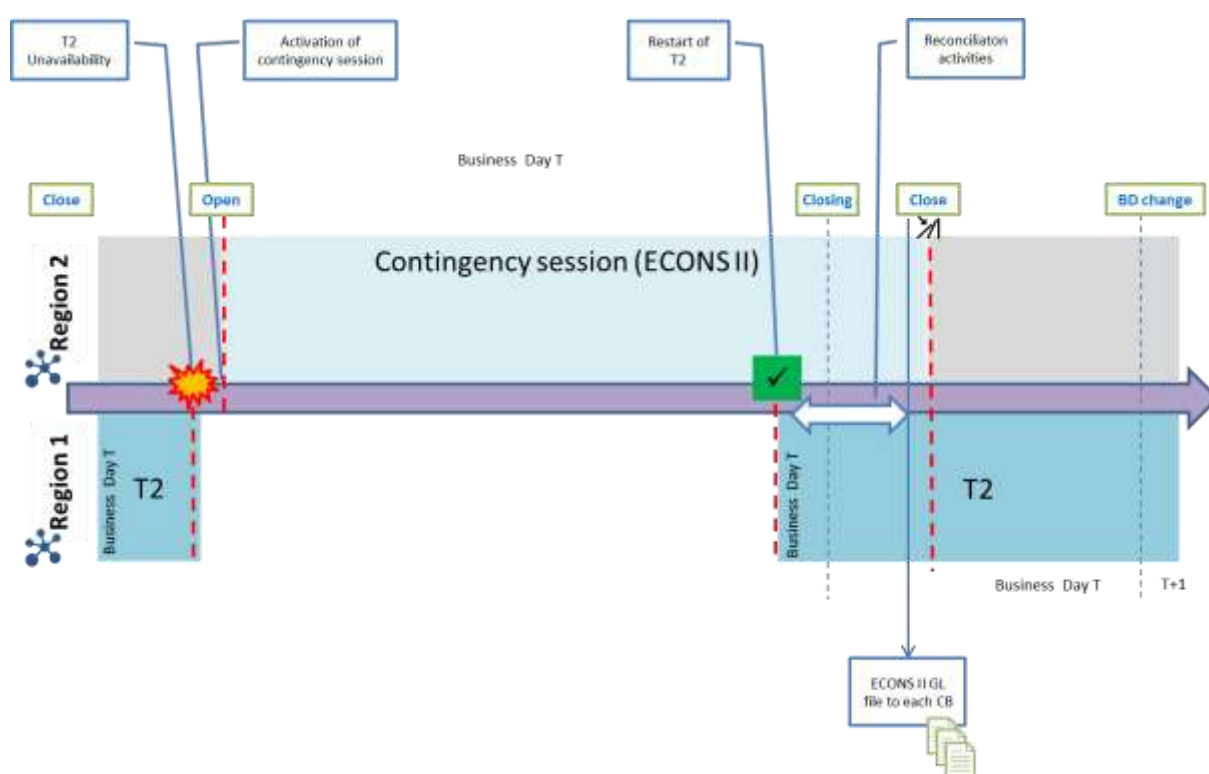 T2
Unavailability
Activation of
contingency session
Restart of
T2
Reconciliaton
activities
Business Day T
Close
Open
Closing
Close
BD change
Region 2
Contingency session (ECONS II)
Region 1
Business Day T
T2
Business Day T
T2
Business Day T
T+1
ECONS II GL
file to each CB